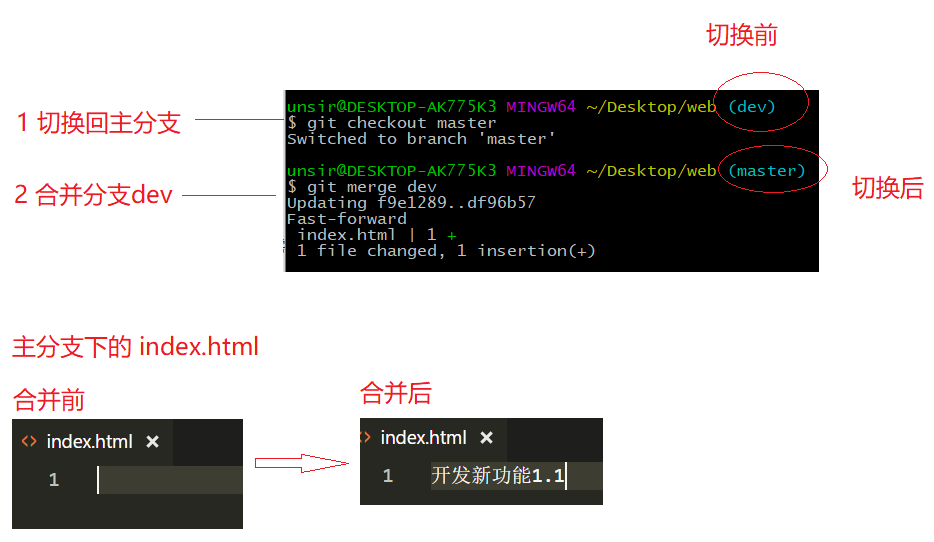 切换前
unsir@DESKTOP-AK775K3 MINGW64 ~/Desktop/web (dev)
1 切换回主分支
$ git checkout master
Switched to branch 'master'
unsir@DESKTOP-AK775K3 MINGW64 ~/Desktop/web (master)
切换后
2 合并分支dev
$ git merge dev
Updating f9e1289..df96b57
Fast-forward
index.html | 1 +
1 file changed, 1 insertion(+)
主分支下的 index.html
合并前
合并后
<> index.html ×
1
<> index.html ×
1 开发新功能1.1